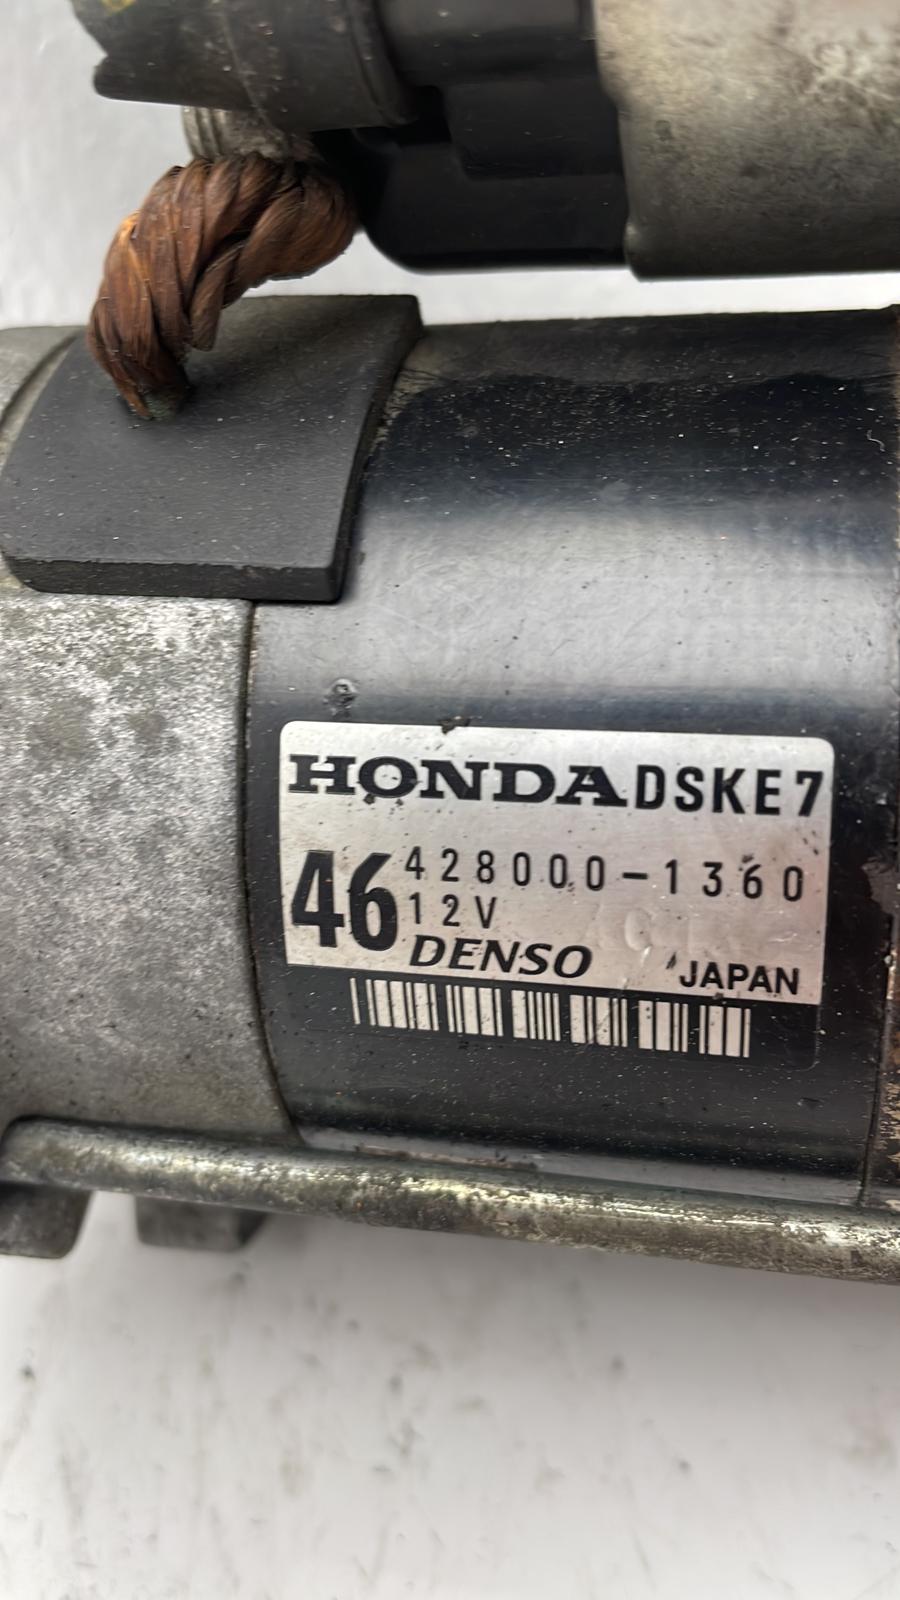 HONDA DSKE7
46 428000-1360
12V
DENSO JAPAN